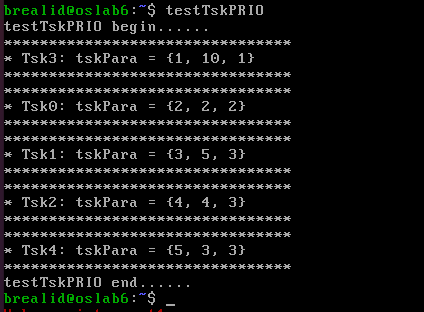 brealid@oslab6:~$ testTskPRIO
testTskPRIO begin......
*******************************
* Tsk3: tskPara = {1, 10, 1}
*******************************
*******************************
* Tsk0: tskPara = {2, 2, 2}
*******************************
*******************************
* Tsk1: tskPara = {3, 5, 3}
*******************************
*******************************
* Tsk2: tskPara = {4, 4, 3}
*******************************
*******************************
* Tsk4: tskPara = {5, 3, 3}
*******************************
testTskPRIO end......
brealid@oslab6:~$ _